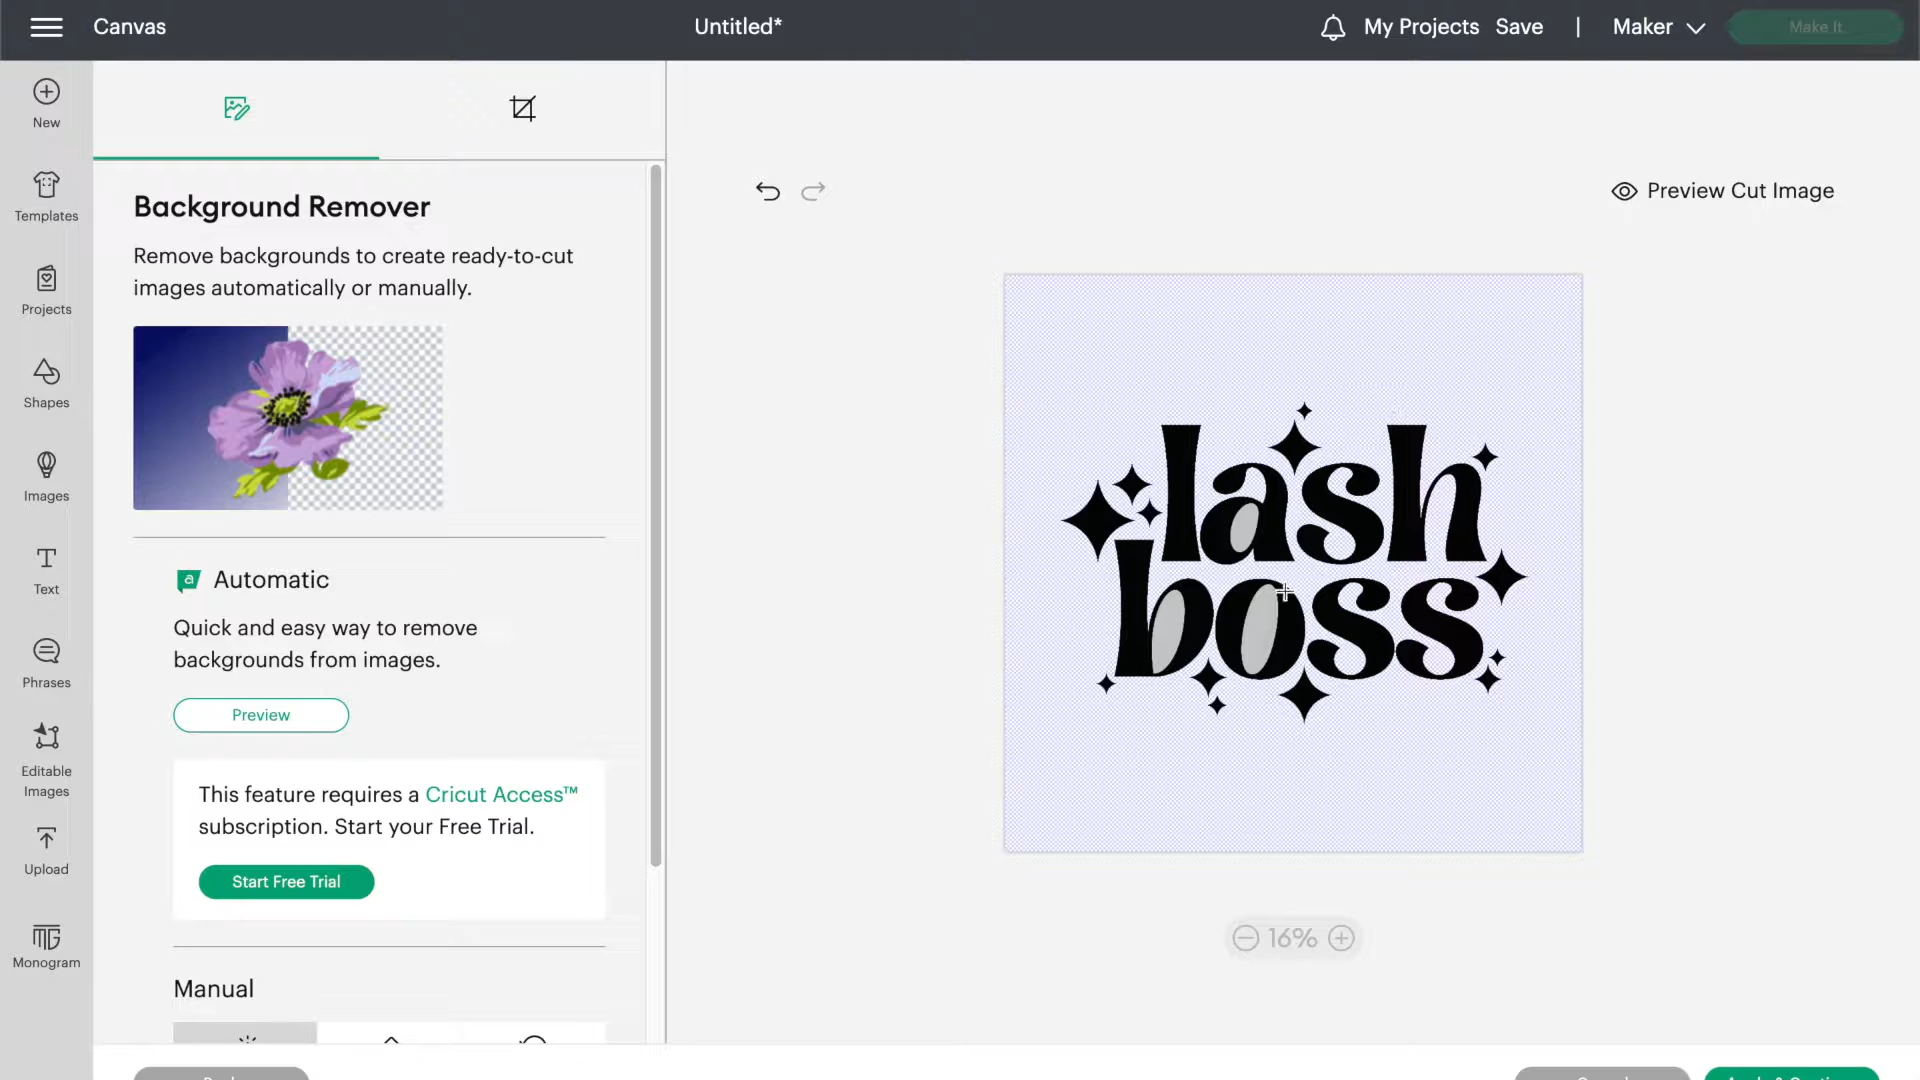 Canvas
Untitled*
My Projects
Save
|
Maker
Make It
New
Templates
Projects
Shapes
Images
Text
Phrases
Editable
Images
Upload
Monogram
Background Remover
Remove backgrounds to create ready-to-cut
images automatically or manually.
a Automatic
Quick and easy way to remove
backgrounds from images.
Preview
This feature requires a Cricut Access™
subscription. Start your Free Trial.
Start Free Trial
Manual
Preview Cut Image
lash
boss
16%